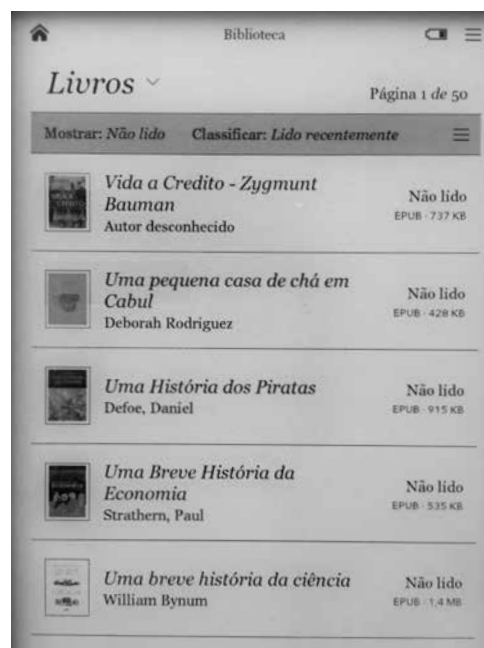 Biblioteca
Livros
Página 1 de 50
Mostrar: Não lido Classificar: Lido recentemente
Vida a Credito - Zygmunt
Bauman
Autor desconhecido
Não lido
EPUB · 737 KB
Uma pequena casa de chá em
Cabul
Deborah Rodriguez
Não lido
EPUB · 428 KB
Uma História dos Piratas
Defoe, Daniel
Não lido
EPUB · 915 KB
Uma Breve História da
Economia
Strathern, Paul
Não lido
EPUB · 535 KB
Uma breve história da ciência
William Bynum
Não lido
EPUB · 1,4 MB